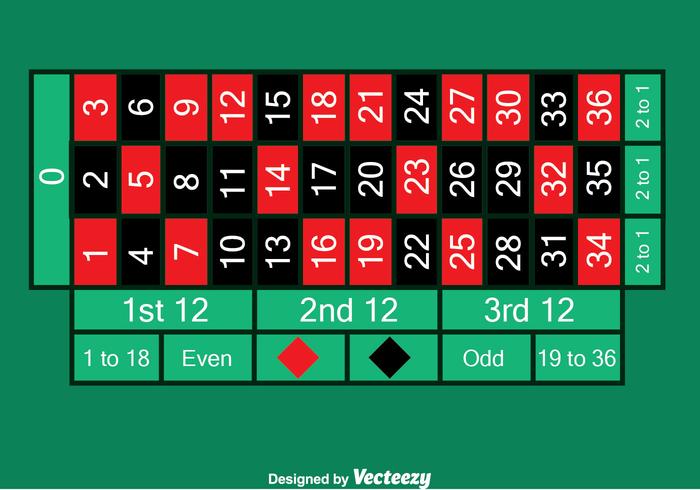 3 6 9 12 15 18 21 24 27 30 33 36 2 to 1
0 2 5 8 11 14 17 20 23 26 29 32 35 2 to 1
1 4 7 10 13 16 19 22 25 28 31 34 2 to 1
1st 12 2nd 12 3rd 12
1 to 18 Even Odd 19 to 36
Designed by Vecteezy